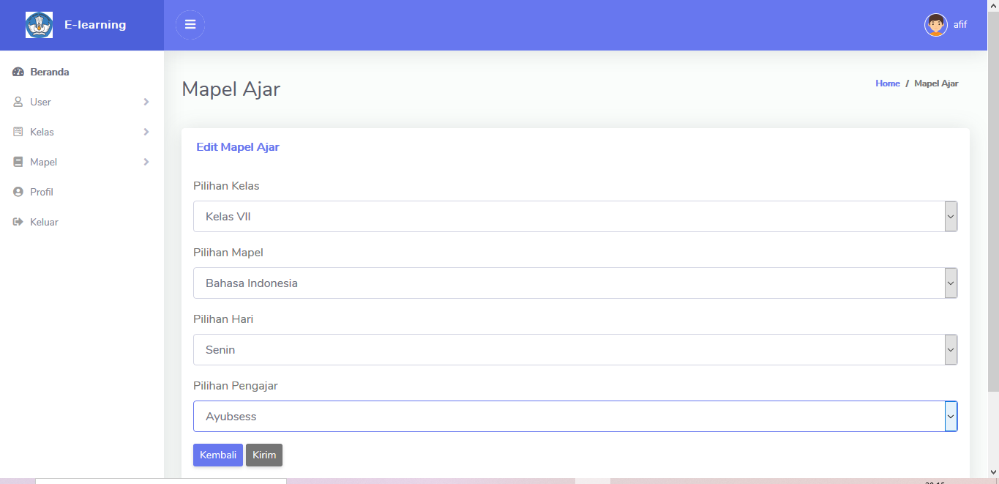 E-learning
afif
Beranda
User
Kelas
Mapel
Profil
Keluar
Mapel Ajar
Home / Mapel Ajar
Edit Mapel Ajar
Pilihan Kelas
Kelas VII
Pilihan Mapel
Bahasa Indonesia
Pilihan Hari
Senin
Pilihan Pengajar
Ayubsess
Kembali Kirim